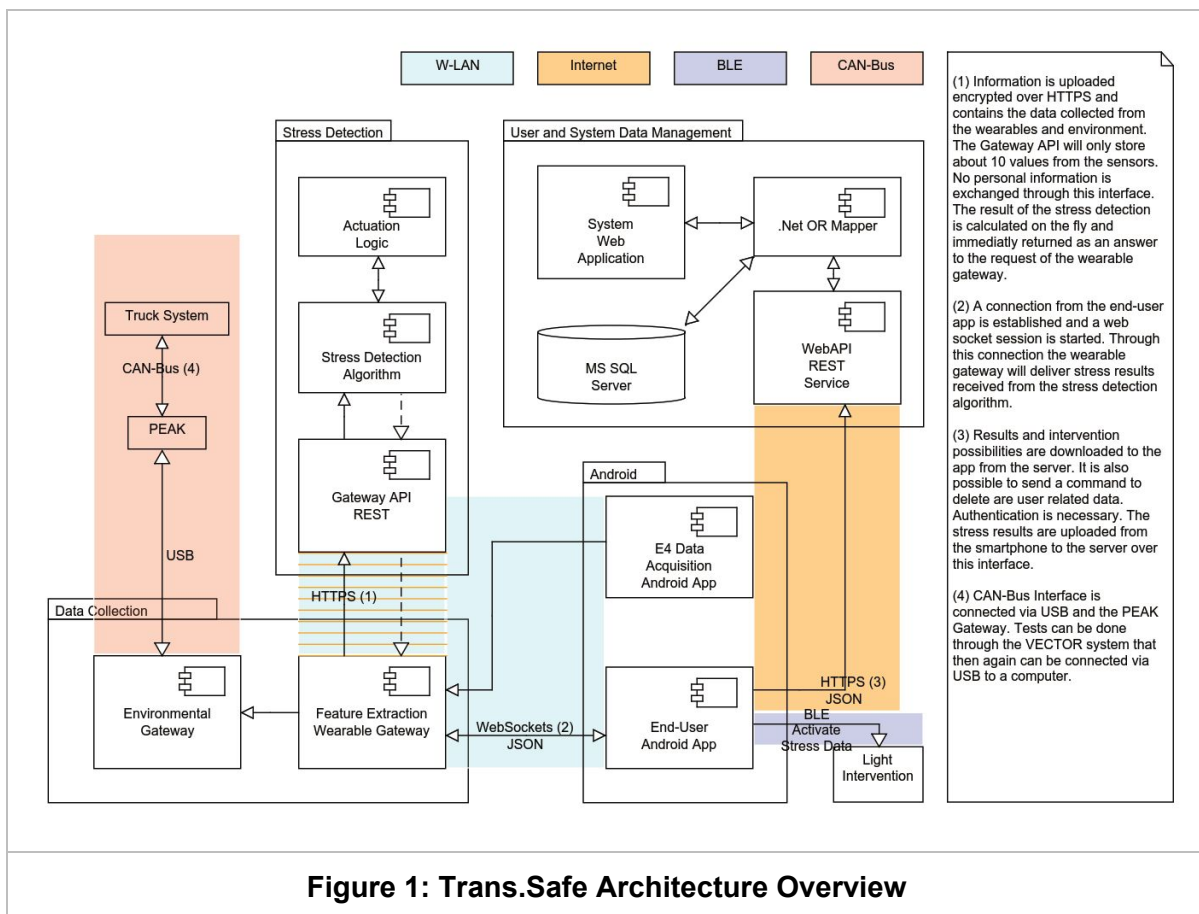 W-LAN
Internet
BLE
CAN-Bus
Stress Detection
Actuation
Logic
Stress Detection
Algorithm
Gateway API
REST
User and System Data Management
System
Web
Application
.Net OR Mapper
MS SQL
Server
WebAPI
REST
Service
Truck System
CAN-Bus (4)
PEAK
USB
HTTPS (1)
Data Collection
Environmental
Gateway
Feature Extraction
Wearable Gateway
WebSockets (2)
JSON
Android
E4 Data
Acquisition
Android App
End-User
Android App
HTTPS (3)
JSON
BLE
Activate
Stress Data
Light
Intervention
(1) Information is uploaded
encrypted over HTTPS and
contains the data collected
from the wearables and
environment.
The Gateway API will only store
about 10 values from the sensors.
No personal information is
exchanged through this interface.
The result of the stress detection
is calculated on the fly and
immediatly returned as an answer
to the request of the wearable
gateway.
(2) A connection from the end-user
app is established and a web
socket session is started. Through
this connection the wearable
gateway will deliver stress results
received from the stress detection
algorithm.
(3) Results and intervention
possibilities are downloaded to the
app from the server. It is also
possible to send a command to
delete are user related data.
Authentication is necessary. The
stress results are uploaded from
the smartphone to the server over
this interface.
(4) CAN-Bus Interface is
connected via USB and the PEAK
Gateway. Tests can be done
through the VECTOR system that
then again can be connected via
USB to a computer.
Figure 1: Trans.Safe Architecture Overview